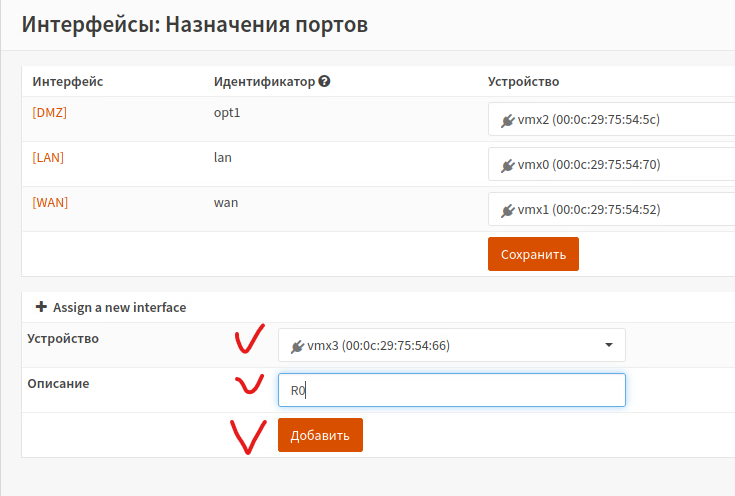 Интерфейсы: Назначения портов
Интерфейс Идентификатор Устройство
[DMZ] opt1 vmx2 (00:0c:29:75:54:5c)
[LAN] lan vmx0 (00:0c:29:75:54:70)
[WAN] wan vmx1 (00:0c:29:75:54:52)
Сохранить
Assign a new interface
Устройство vmx3 (00:0c:29:75:54:66)
Описание R0
Добавить